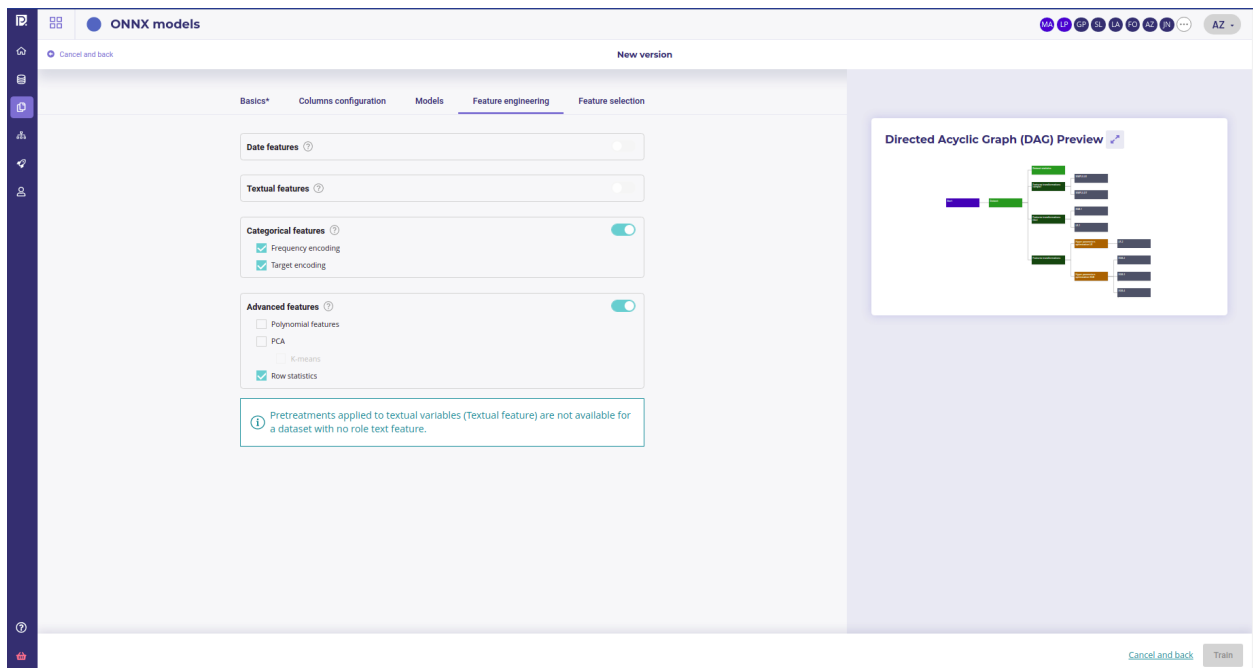 ONNX models
MA LP GP SL LA FO AZ JN
AZ
Cancel and back
New version
Basics* Columns configuration Models Feature engineering Feature selection
Date features
Textual features
Categorical features
Frequency encoding
Target encoding
Advanced features
Polynomial features
PCA
K-means
Row statistics
Pretreatments applied to textual variables (Textual feature) are not available for
a dataset with no role text feature.
Directed Acyclic Graph (DAG) Preview
Cancel and back
Train